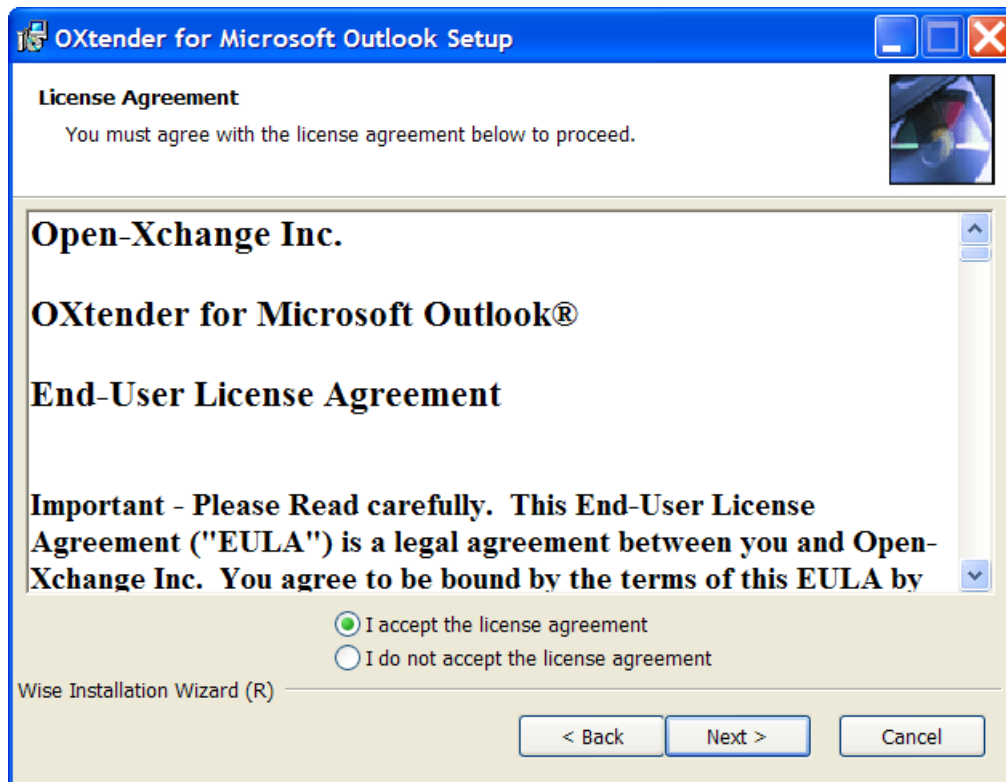 OXtender for Microsoft Outlook Setup
License Agreement
You must agree with the license agreement below to proceed.
Open-Xchange Inc.
OXtender for Microsoft Outlook®
End-User License Agreement
Important - Please Read carefully.  This End-User License
Agreement ("EULA") is a legal agreement between you and Open-
Xchange Inc.  You agree to be bound by the terms of this EULA by
I accept the license agreement
I do not accept the license agreement
Wise Installation Wizard (R)
< Back
Next >
Cancel